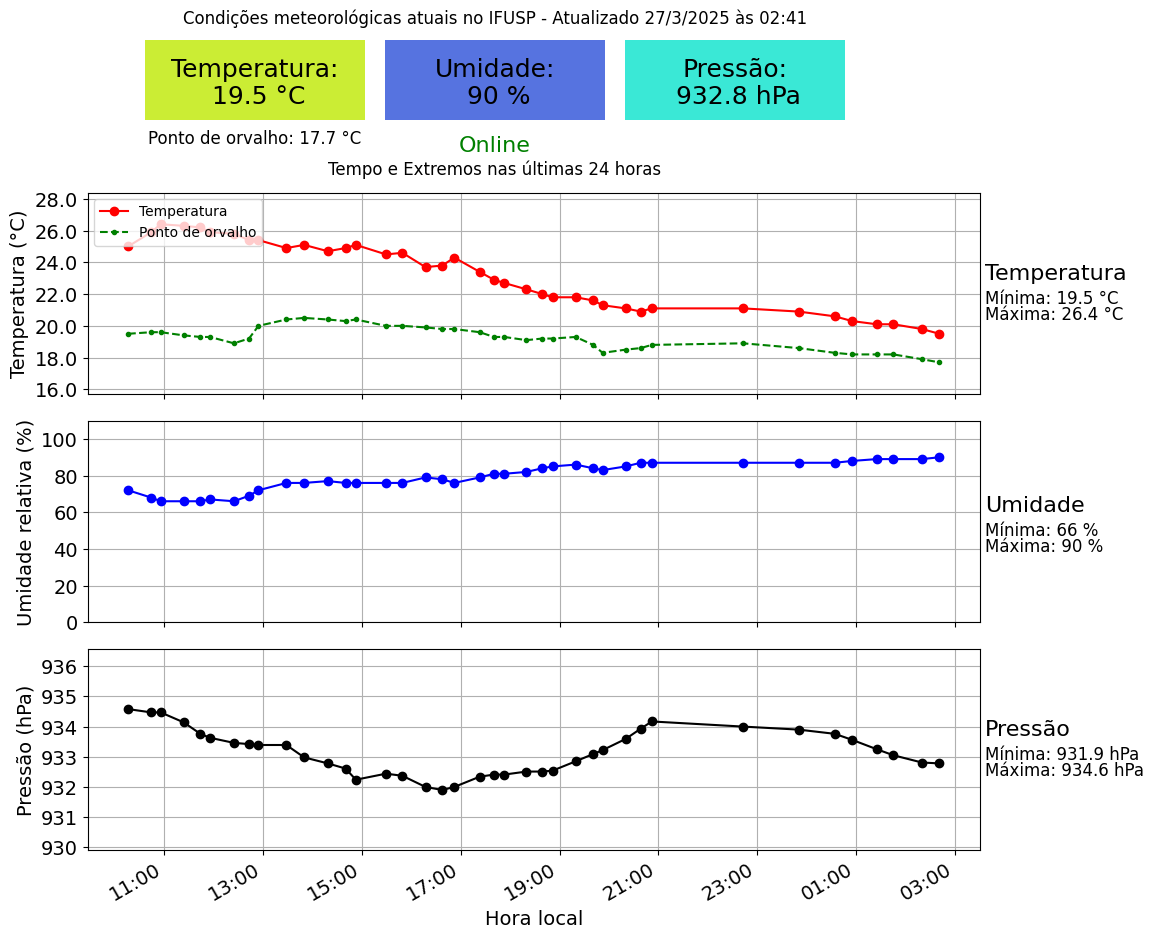 Condições meteorológicas atuais no IFUSP - Atualizado 27/3/2025 às 02:41
Temperatura:
19.5 °C
Umidade:
90 %
Pressão:
932.8 hPa
Ponto de orvalho: 17.7 °C
Online
Tempo e Extremos nas últimas 24 horas
Temperatura (°C)
28.0
26.0
24.0
22.0
20.0
18.0
16.0
Temperatura
Ponto de orvalho
Temperatura
Mínima: 19.5 °C
Máxima: 26.4 °C
Umidade relativa (%)
100
80
60
40
20
0
Umidade
Mínima: 66 %
Máxima: 90 %
Pressão (hPa)
936
935
934
933
932
931
930
Pressão
Mínima: 931.9 hPa
Máxima: 934.6 hPa
11:00
13:00
15:00
17:00
19:00
21:00
23:00
01:00
03:00
Hora local